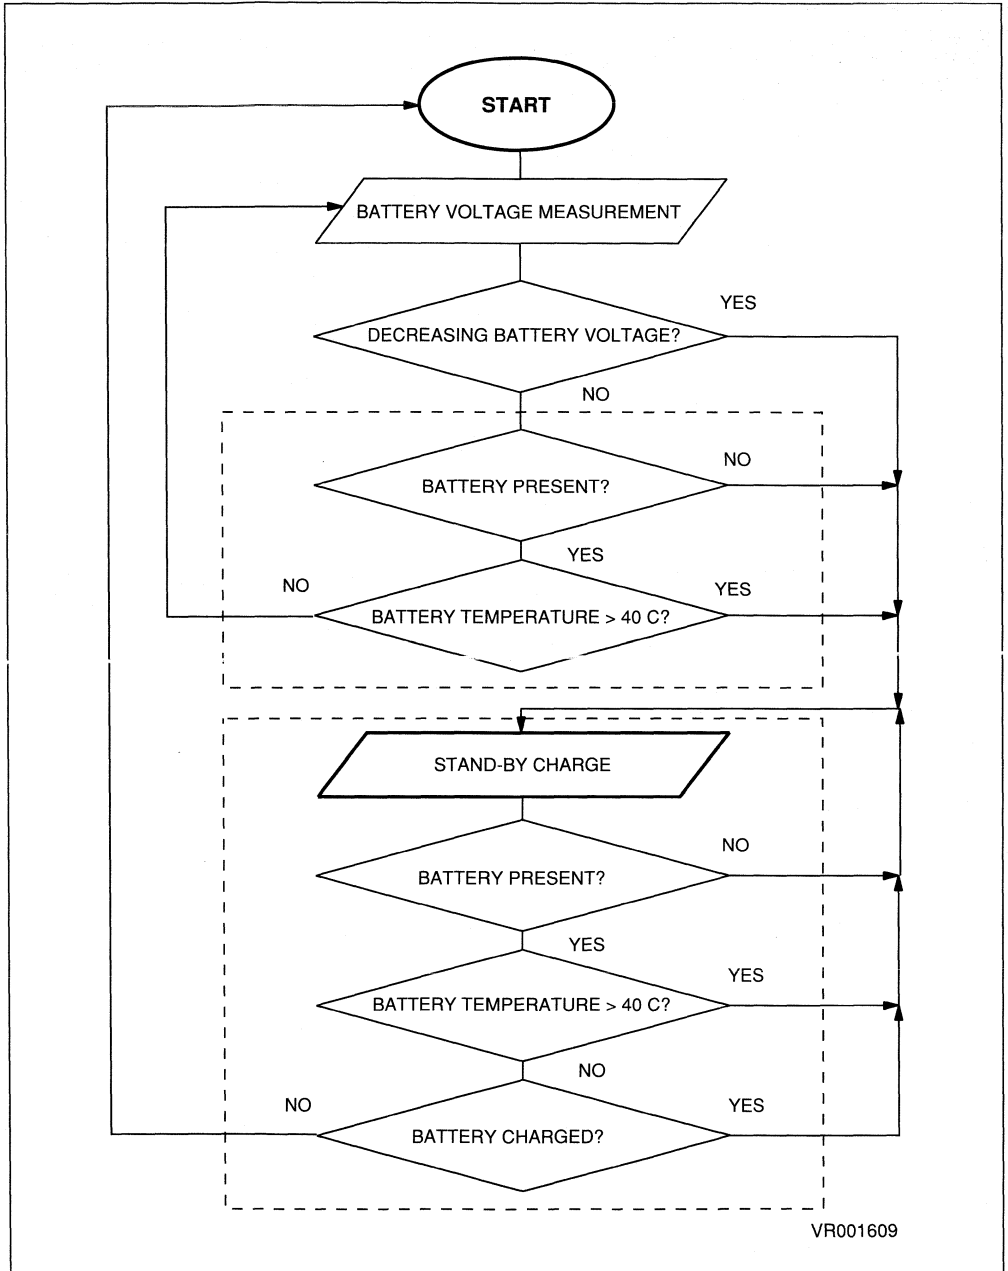 START
BATTERY VOLTAGE MEASUREMENT
YES
DECREASING BATTERY VOLTAGE?
NO
NO
BATTERY PRESENT?
YES
NO
YES
BATTERY TEMPERATURE > 40 C?
STAND-BY CHARGE
NO
BATTERY PRESENT?
YES
YES
BATTERY TEMPERATURE > 40 C?
NO
NO
YES
BATTERY CHARGED?
VR001609